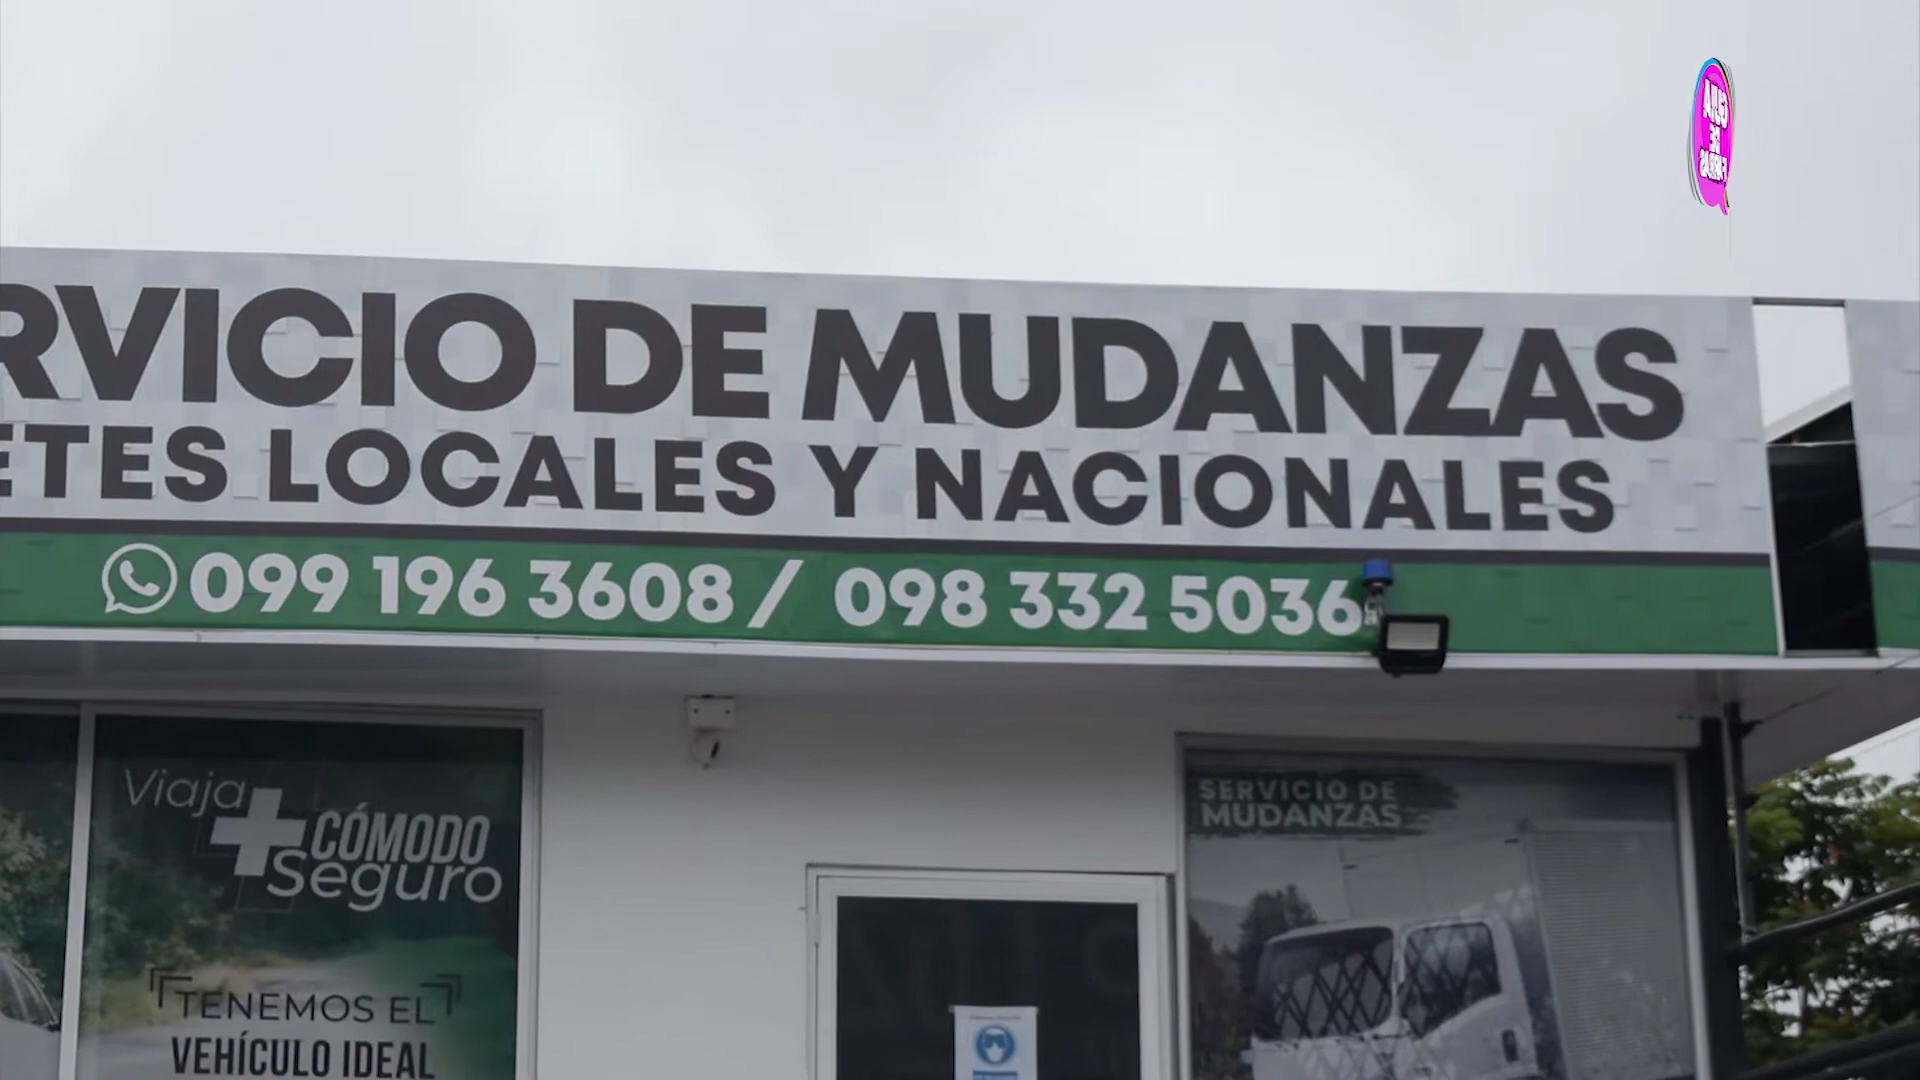 RVICIO DE MUDANZAS
ETES LOCALES Y NACIONALES
099 196 3608 / 098 332 5036
Viaja
CÓMODO
Seguro
TENEMOS EL
VEHÍCULO IDEAL
SERVICIO DE
MUDANZAS